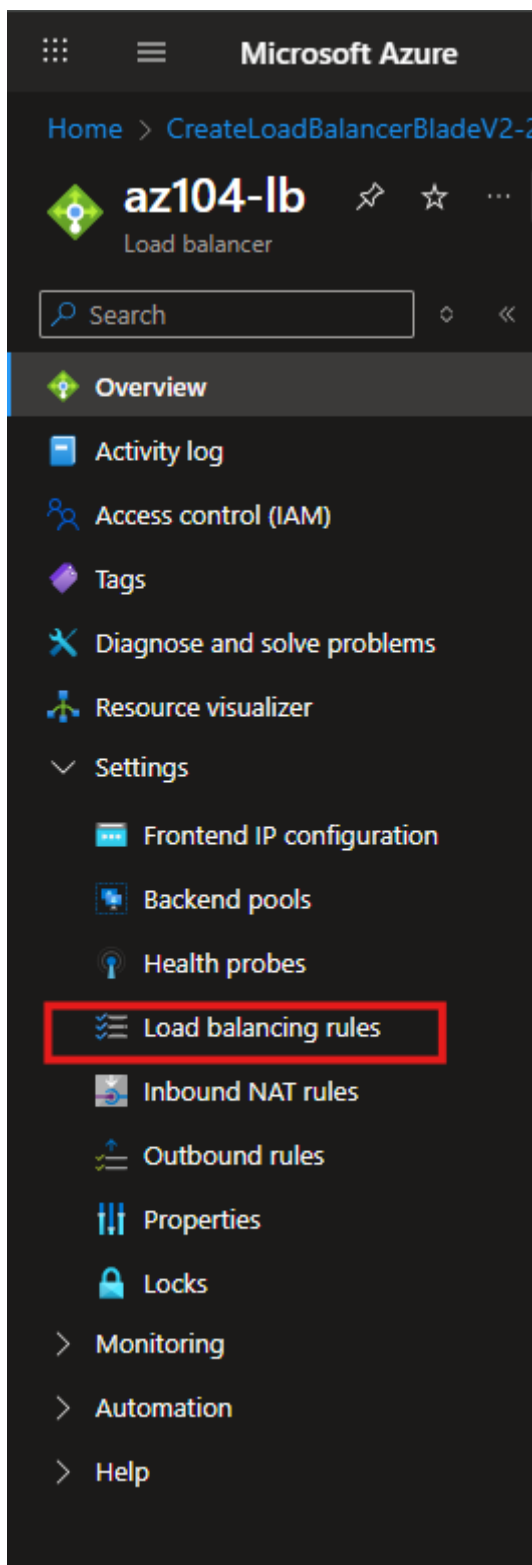 Microsoft Azure
Home > CreateLoadBalancerBladeV2-2
az104-lb
Load balancer
Search
Overview
Activity log
Access control (IAM)
Tags
Diagnose and solve problems
Resource visualizer
Settings
Frontend IP configuration
Backend pools
Health probes
Load balancing rules
Inbound NAT rules
Outbound rules
Properties
Locks
Monitoring
Automation
Help